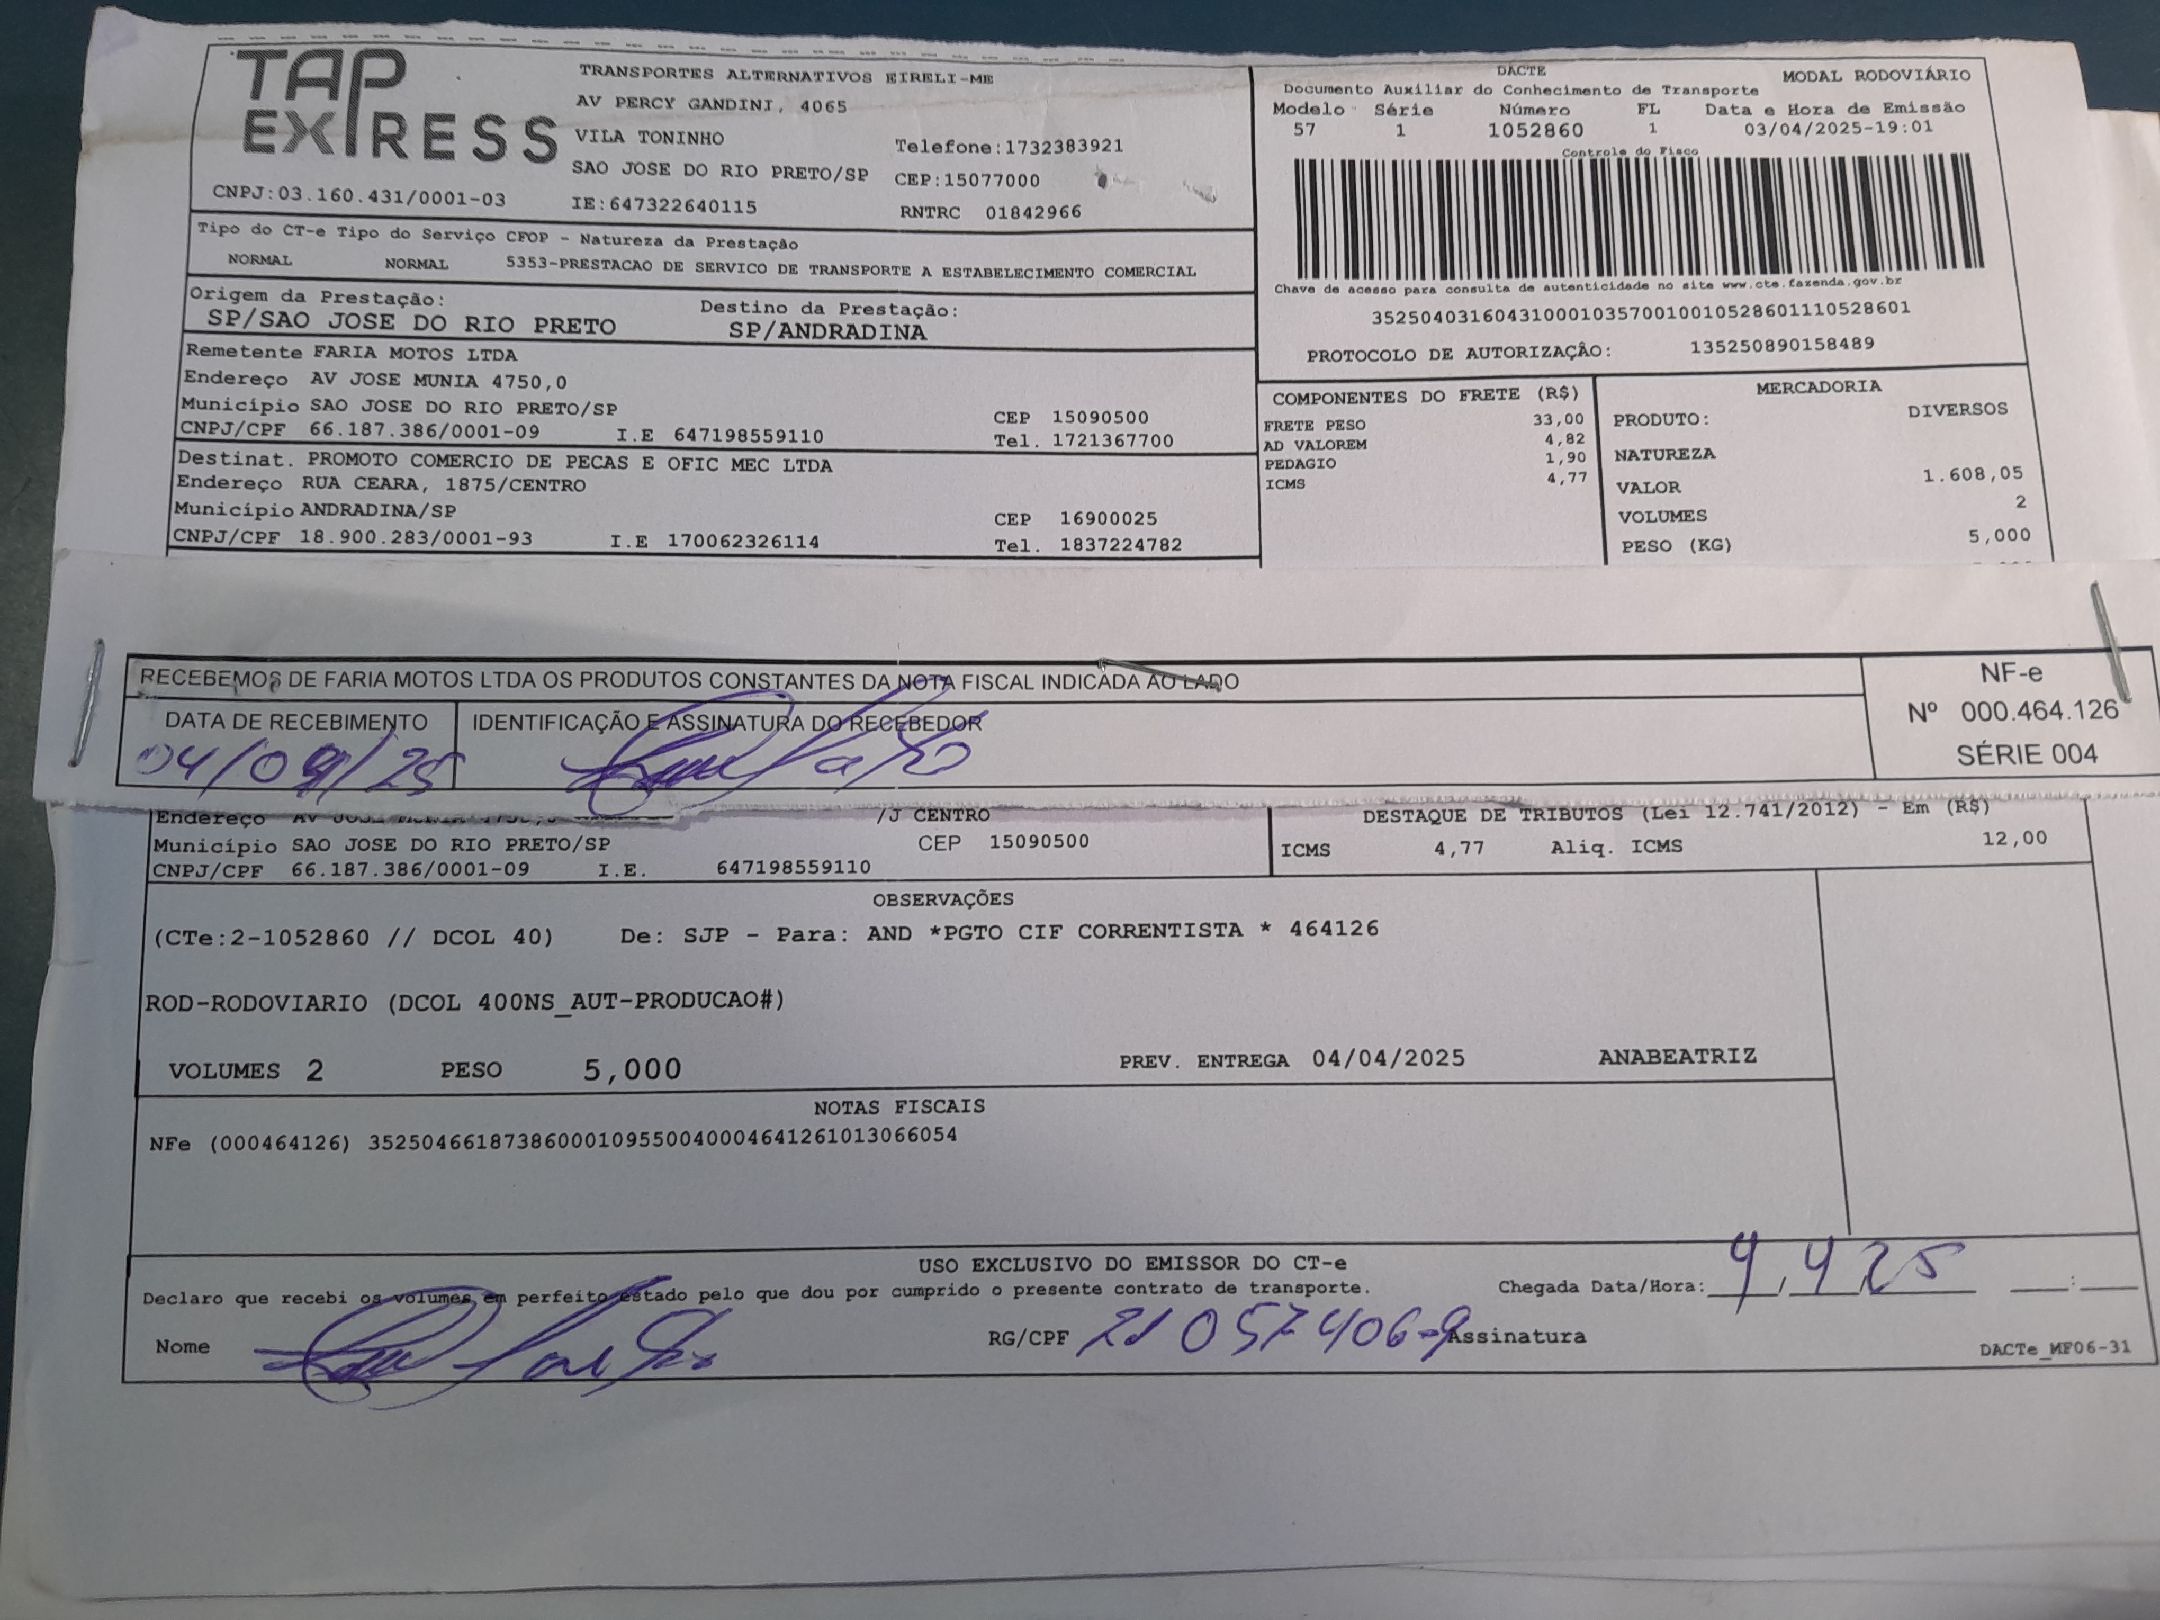 TAP EXPRESS
TRANSPORTES ALTERNATIVOS EIRELI-ME
AV PERCY GANDINI, 4065
VILA TONINHO Telefone:1732383921
SAO JOSE DO RIO PRETO/SP CEP:15077000
CNPJ:03.160.431/0001-03 IE:647322640115 RNTRC 01842966
DACTE MODAL RODOVIÁRIO
Documento Auxiliar do Conhecimento de Transporte
Modelo Série Número FL Data e Hora de Emissão
57 1 1052860 1 03/04/2025-19:01
Controle do Fisco
Chave de acesso para consulta de autenticidade no site www.cte.fazenda.gov.br
35250403160431000103570010010528601110528601
PROTOCOLO DE AUTORIZAÇÃO: 135250890158489
Tipo do CT-e Tipo do Serviço CFOP - Natureza da Prestação
NORMAL NORMAL 5353-PRESTACAO DE SERVICO DE TRANSPORTE A ESTABELECIMENTO COMERCIAL
Origem da Prestação: Destino da Prestação:
SP/SAO JOSE DO RIO PRETO SP/ANDRADINA
Remetente FARIA MOTOS LTDA
Endereço AV JOSE MUNIA 4750,0
Município SAO JOSE DO RIO PRETO/SP CEP 15090500
CNPJ/CPF 66.187.386/0001-09 I.E 647198559110 Tel. 1721367700
Destinat. PROMOTO COMERCIO DE PECAS E OFIC MEC LTDA
Endereço RUA CEARA, 1875/CENTRO
Município ANDRADINA/SP CEP 16900025
CNPJ/CPF 18.900.283/0001-93 I.E 170062326114 Tel. 1837224782
COMPONENTES DO FRETE (R$)
FRETE PESO 33,00
AD VALOREM 4,82
PEDAGIO 1,90
ICMS 4,77
MERCADORIA
PRODUTO: DIVERSOS
NATUREZA
VALOR 1.608,05
VOLUMES 2
PESO (KG) 5,000
RECEBEMOS DE FARIA MOTOS LTDA OS PRODUTOS CONSTANTES DA NOTA FISCAL INDICADA AO LADO
DATA DE RECEBIMENTO IDENTIFICAÇÃO E ASSINATURA DO RECEBEDOR
04/04/25
NF-e
Nº 000.464.126
SÉRIE 004
Endereço AV /J CENTRO
Município SAO JOSE DO RIO PRETO/SP CEP 15090500
CNPJ/CPF 66.187.386/0001-09 I.E. 647198559110
DESTAQUE DE TRIBUTOS (Lei 12.741/2012) - Em (R$)
ICMS 4,77 Aliq. ICMS 12,00
OBSERVAÇÕES
(CTe:2-1052860 // DCOL 40) De: SJP - Para: AND *PGTO CIF CORRENTISTA * 464126
ROD-RODOVIARIO (DCOL 400NS_AUT-PRODUCAO#)
VOLUMES 2 PESO 5,000 PREV. ENTREGA 04/04/2025 ANABEATRIZ
NOTAS FISCAIS
NFe (000464126) 35250466187386000109550040004641261013066054
USO EXCLUSIVO DO EMISSOR DO CT-e
Declaro que recebi os volumes em perfeito estado pelo que dou por cumprido o presente contrato de transporte. Chegada Data/Hora: 4, 4, 25 :
Nome RG/CPF 21 057406-9 Assinatura
DACTe_MF06-31